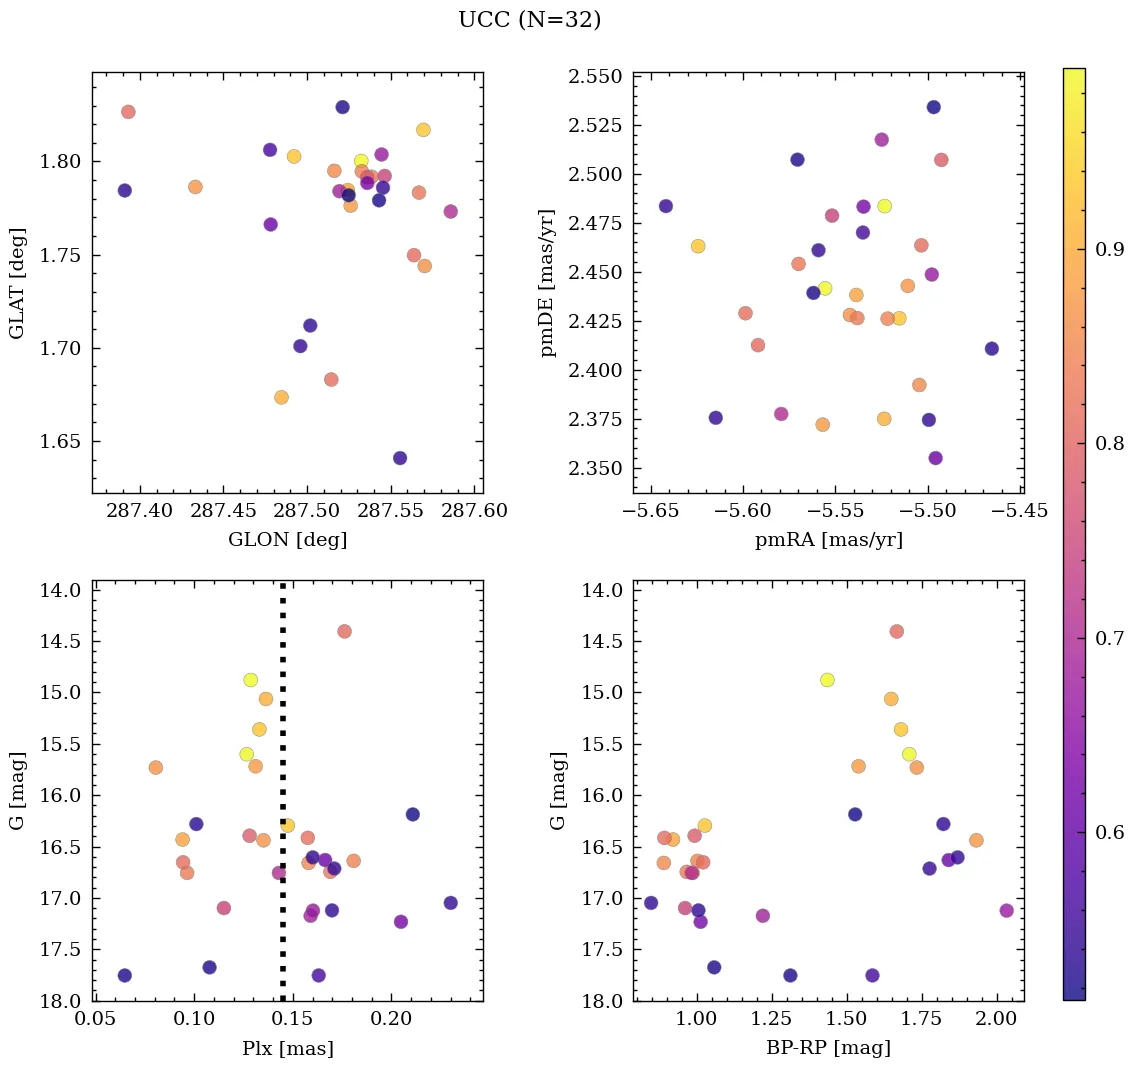 UCC (N=32)
1.80
1.75
1.70
1.65
GLAT [deg]
287.40 287.45 287.50 287.55 287.60
GLON [deg]
2.550
2.525
2.500
2.475
2.450
2.425
2.400
2.375
2.350
pmDE [mas/yr]
−5.65 −5.60 −5.55 −5.50 −5.45
pmRA [mas/yr]
14.0
14.5
15.0
15.5
16.0
16.5
17.0
17.5
18.0
G [mag]
0.05 0.10 0.15 0.20
Plx [mas]
14.0
14.5
15.0
15.5
16.0
16.5
17.0
17.5
18.0
G [mag]
1.00 1.25 1.50 1.75 2.00
BP-RP [mag]
0.9
0.8
0.7
0.6